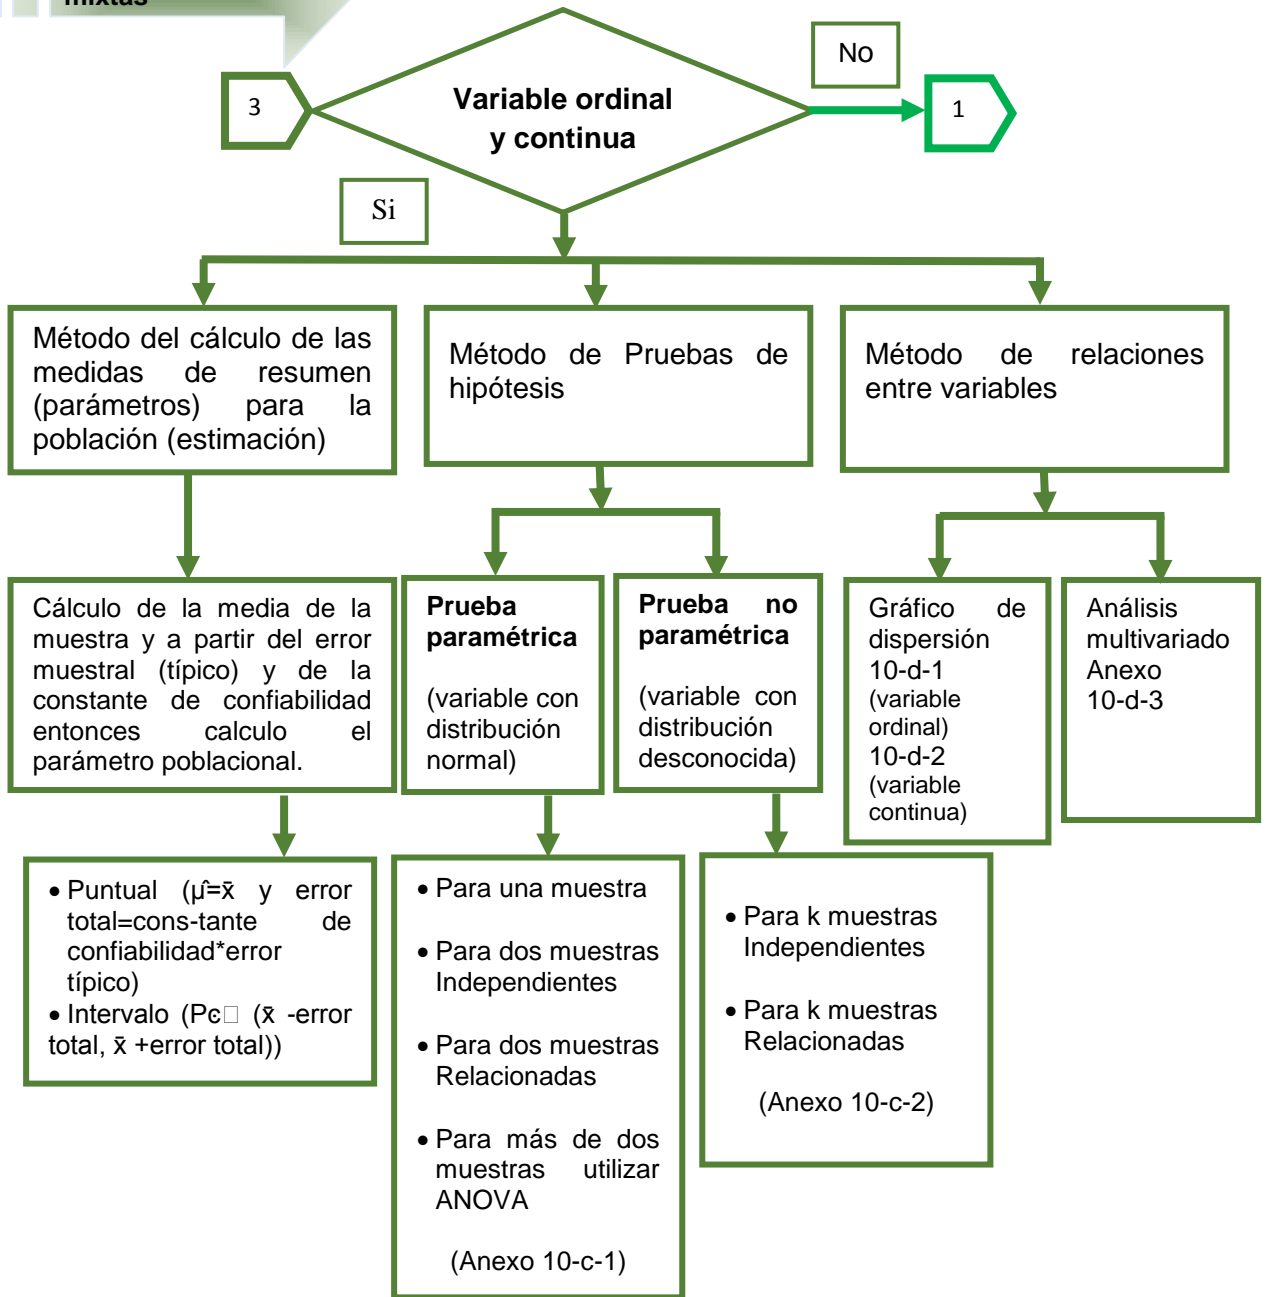 mixtas
No
3
Variable ordinal
y continua
1
Si
Método del cálculo de las
medidas de resumen
(parámetros) para la
población (estimación)
Método de Pruebas de
hipótesis
Método de relaciones
entre variables
Cálculo de la media de la
muestra y a partir del error
muestral (típico) y de la
constante de confiabilidad
entonces calculo el
parámetro poblacional.
Prueba
paramétrica
(variable con
distribución
normal)
Prueba no
paramétrica
(variable con
distribución
desconocida)
Gráfico de
dispersión
10-d-1
(variable
ordinal)
10-d-2
(variable
continua)
Análisis
multivariado
Anexo
10-d-3
• Puntual (μ̂=x̄ y error
total=cons-tante de
confiabilidad*error
típico)
• Intervalo (Pє□ (x̄ -error
total, x̄ +error total))
• Para una muestra
• Para dos muestras
Independientes
• Para dos muestras
Relacionadas
• Para más de dos
muestras utilizar
ANOVA
(Anexo 10-c-1)
• Para k muestras
Independientes
• Para k muestras
Relacionadas
(Anexo 10-c-2)